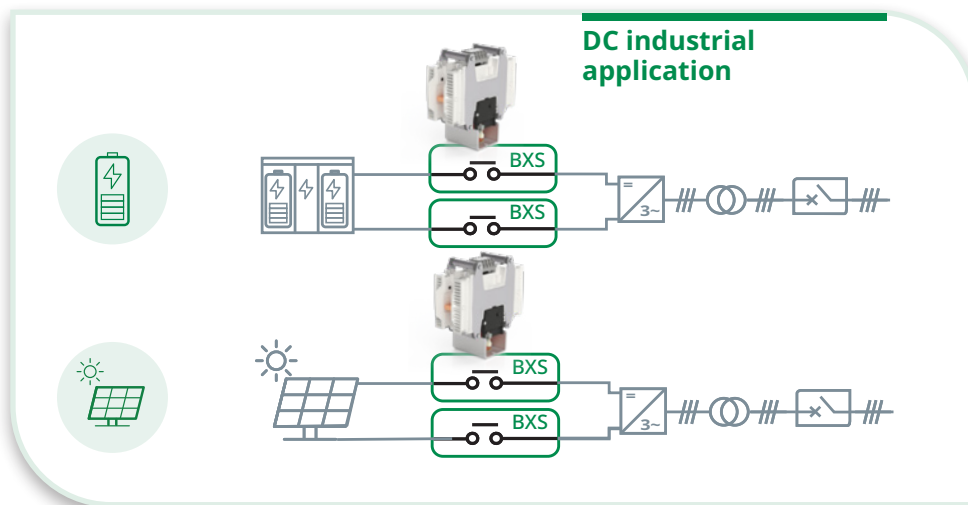 DC industrial
application
BXS
BXS
=
3~
BXS
BXS
=
3~